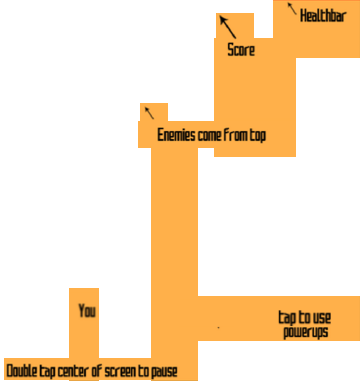 Healthbar
Score
Enemies come from top
You
tap to use
powerups
Double tap center of screen to pause